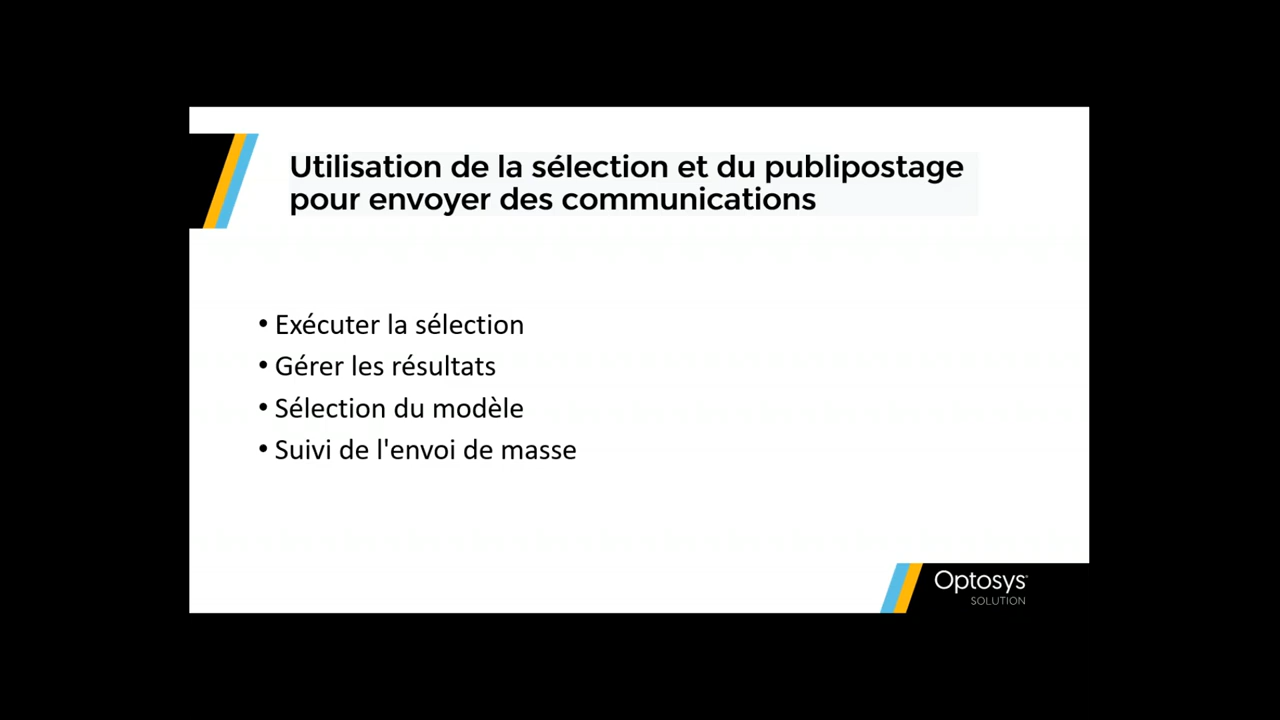 Utilisation de la sélection et du publipostage
pour envoyer des communications
• Exécuter la sélection
• Gérer les résultats
• Sélection du modèle
• Suivi de l'envoi de masse
Optosys
SOLUTION